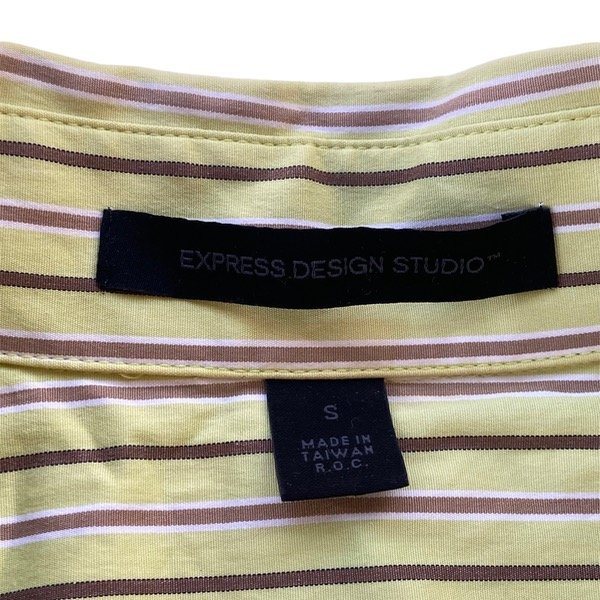 EXPRESS DESIGN STUDIO™
S
MADE IN
TAIWAN
R.O.C.